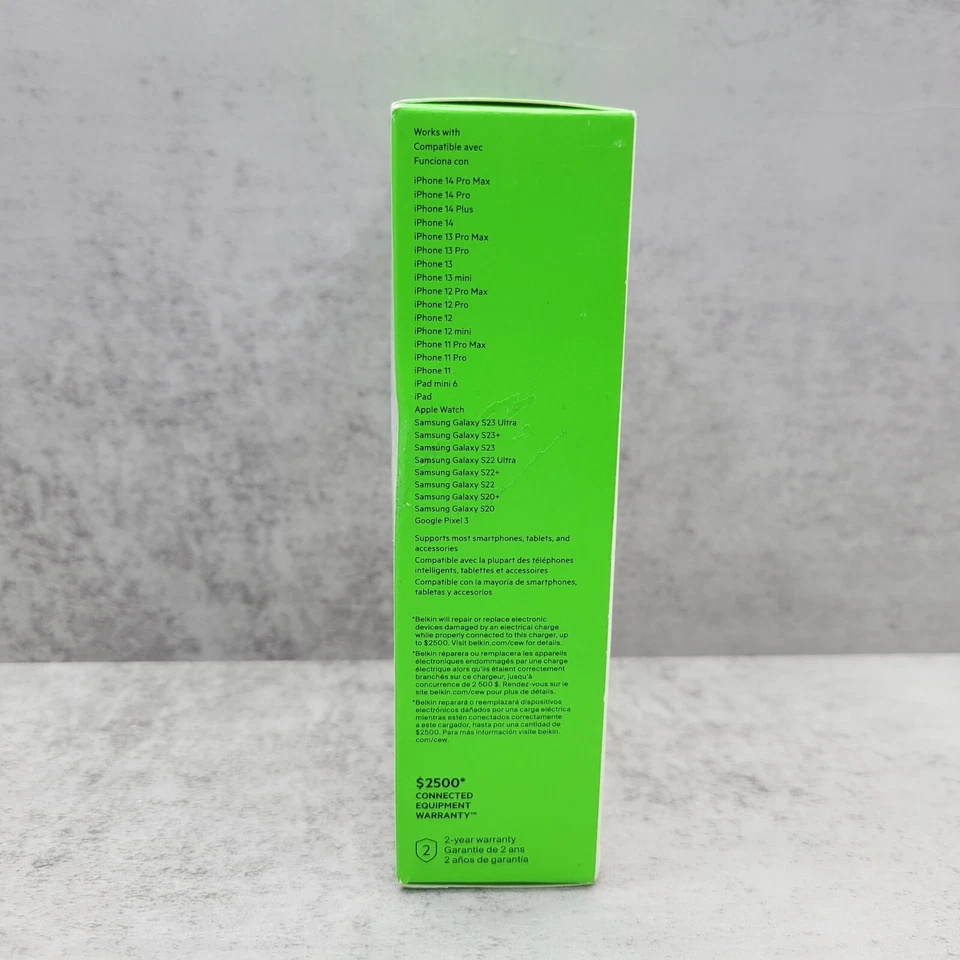 Works with
Compatible avec
Funciona con
iPhone 14 Pro Max
iPhone 14 Pro
iPhone 14 Plus
iPhone 14
iPhone 13 Pro Max
iPhone 13 Pro
iPhone 13
iPhone 13 mini
iPhone 12 Pro Max
iPhone 12 Pro
iPhone 12
iPhone 12 mini
iPhone 11 Pro Max
iPhone 11 Pro
iPhone 11
iPad mini 6
iPad
Apple Watch
Samsung Galaxy S23 Ultra
Samsung Galaxy S23+
Samsung Galaxy S23
Samsung Galaxy S22 Ultra
Samsung Galaxy S22+
Samsung Galaxy S22
Samsung Galaxy S20+
Samsung Galaxy S20
Google Pixel 3
Supports most smartphones, tablets, and
accessories
Compatible avec la plupart des téléphones
intelligents, tablettes et accessoires
Compatible con la mayoría de smartphones,
tabletas y accesorios
*Belkin will repair or replace electronic
devices damaged by an electrical charge
while properly connected to this charger, up
to $2500. Visit belkin.com/cew for details.
*Belkin réparera ou remplacera les appareils
électroniques endommagés par une charge
électrique alors qu'ils étaient correctement
branchés sur ce chargeur, jusqu'à
concurrence de 2 500 $. Rendez-vous sur le
site belkin.com/cew pour plus de détails.
*Belkin reparará o reemplazará dispositivos
electrónicos dañados por una carga eléctrica
mientras estén conectados correctamente
a este cargador, hasta por una cantidad de
$2500. Para más información visite belkin.
com/cew.
$2500*
CONNECTED
EQUIPMENT
WARRANTY™
2
2-year warranty
Garantie de 2 ans
2 años de garantía